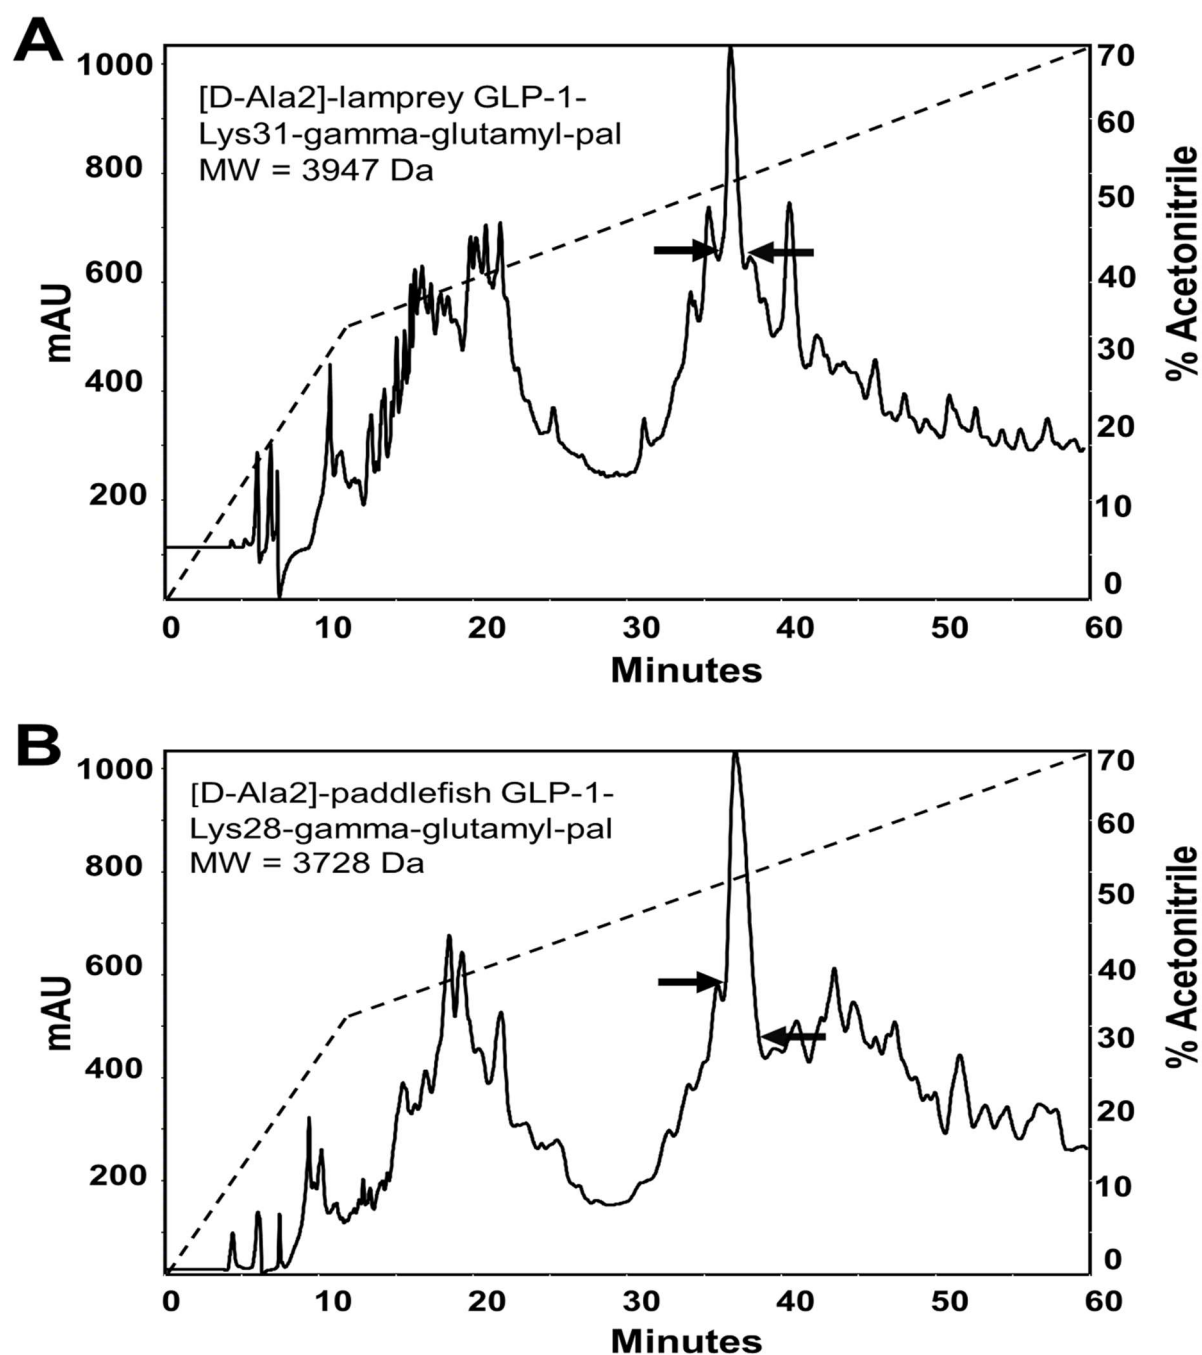 A
[D-Ala2]-lamprey GLP-1-
Lys31-gamma-glutamyl-pal
MW = 3947 Da
mAU
1000
800
600
400
200
70
60
50
40
30
20
10
0
% Acetonitrile
0 10 20 30 40 50 60
Minutes
B
[D-Ala2]-paddlefish GLP-1-
Lys28-gamma-glutamyl-pal
MW = 3728 Da
mAU
1000
800
600
400
200
70
60
50
40
30
20
10
0
% Acetonitrile
0 10 20 30 40 50 60
Minutes